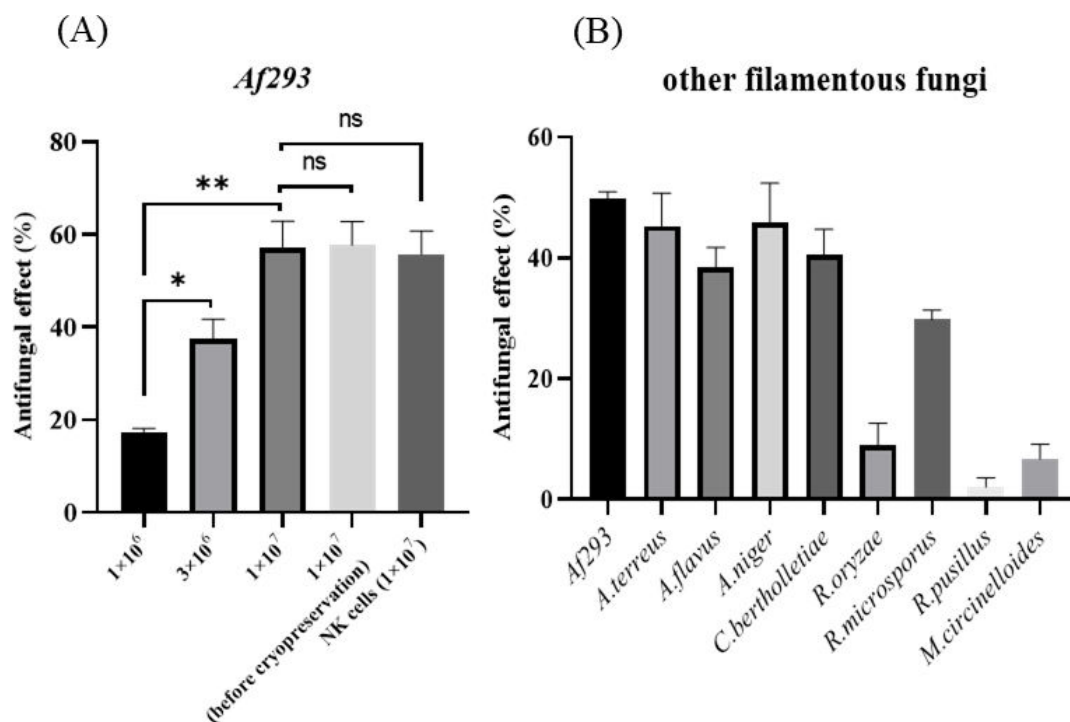 (A)
Af293
Antifungal effect (%)
80
60
40
20
0
*
**
ns
ns
1×10⁶
3×10⁶
1×10⁷
1×10⁷
(before cryopreservation)
NK cells (1×10⁷)
(B)
other filamentous fungi
Antifungal effect (%)
60
40
20
0
Af293
A.terreus
A.flavus
A.niger
C.bertholletiae
R.oryzae
R.microsporus
R.pusillus
M.circinelloides